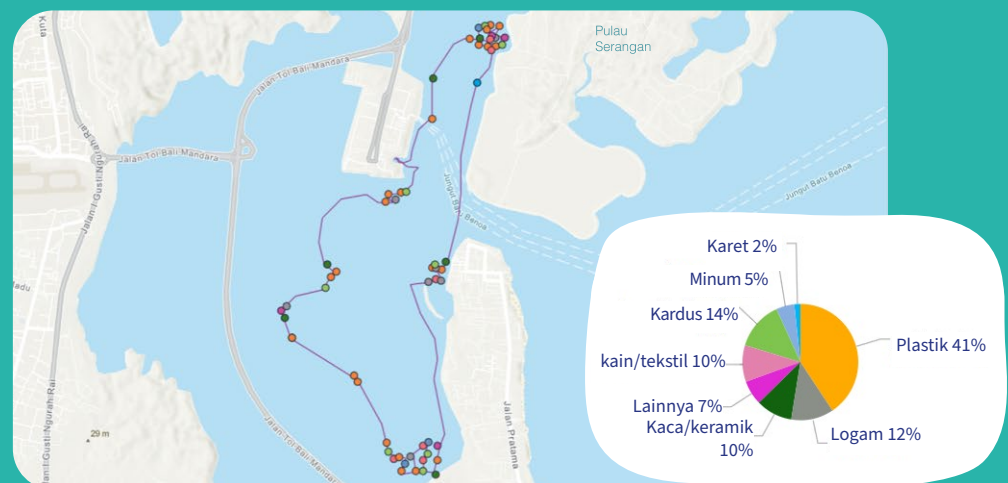 Kuta
Jalan Tol Bali Mandara
Pulau
Serangan
Jalan I Gusti Ngurah Rai
Jalan Tol Bali Mandara
Jungut Batu Benoa
Jungut Batu Benoa
adu
29 m
Jalan I Gusti Ngurah Rai
Jalan Tol Bali Mandara
Jalan Pratama
Karet 2%
Minum 5%
Kardus 14%
kain/tekstil 10%
Lainnya 7%
Kaca/keramik
10%
Plastik 41%
Logam 12%